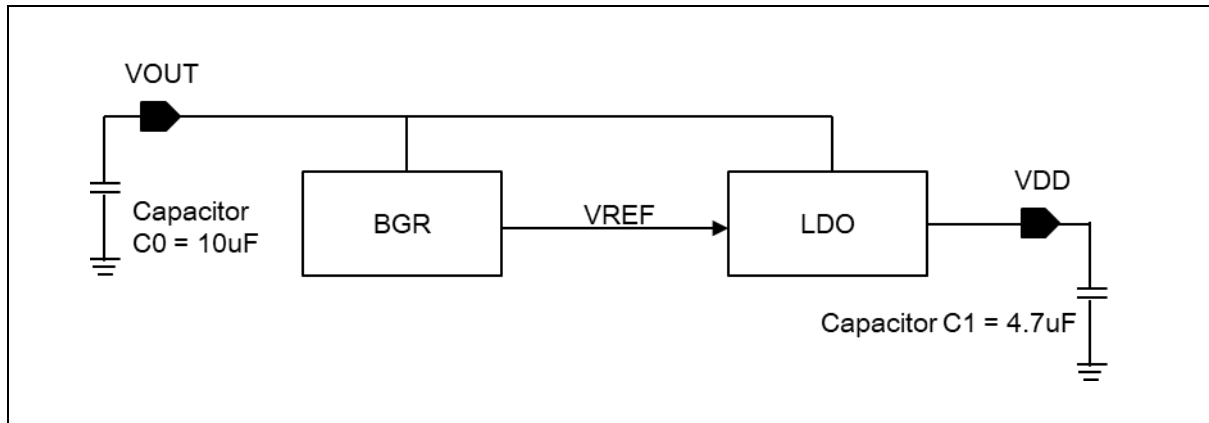 VOUT
VDD
BGR
VREF
LDO
Capacitor
C0 = 10uF
Capacitor C1 = 4.7uF